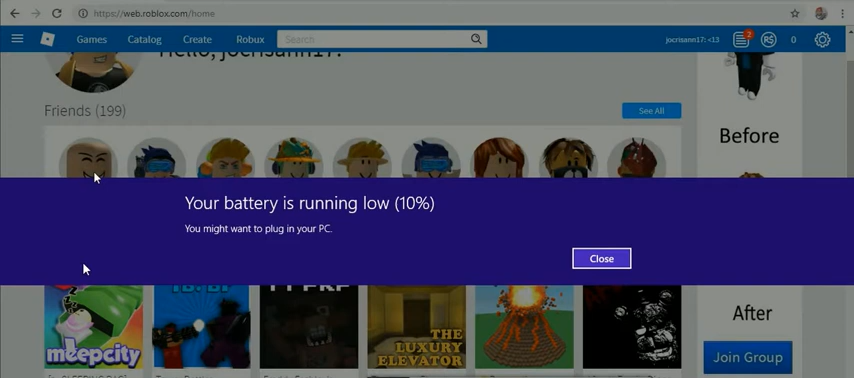 https://web.roblox.com/home
Games
Catalog
Create
Robux
Search
jocrisann17: <13
2
R$
0
Hello, jocrisann17!
Friends (199)
See All
Before
Your battery is running low (10%)
You might want to plug in your PC.
Close
meepcity
THE
LUXURY
ELEVATOR
After
Join Group